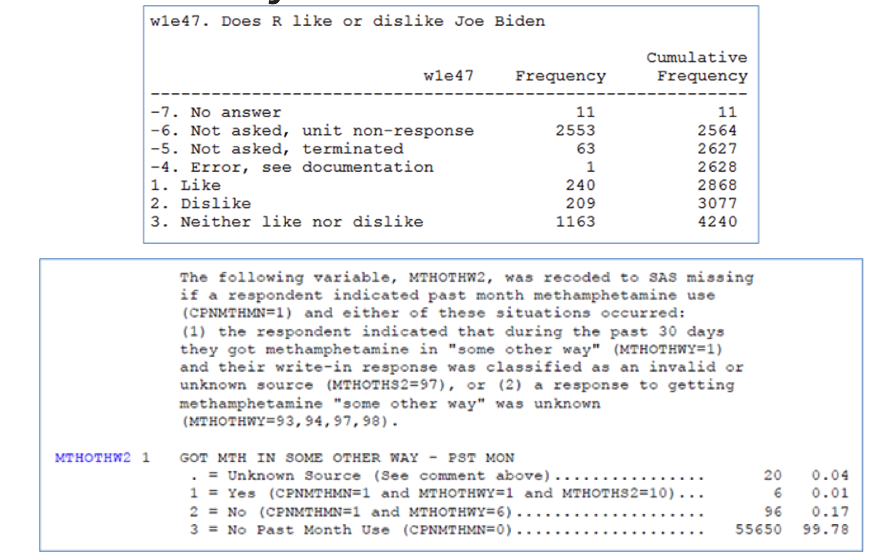 w1e47. Does R like or dislike Joe Biden
Cumulative
w1e47 Frequency Frequency
-7. No answer 11 11
-6. Not asked, unit non-response 2553 2564
-5. Not asked, terminated 63 2627
-4. Error, see documentation 1 2628
1. Like 240 2868
2. Dislike 209 3077
3. Neither like nor dislike 1163 4240
The following variable, MTHOTHW2, was recoded to SAS missing
if a respondent indicated past month methamphetamine use
(CPNMTHMN=1) and either of these situations occurred:
(1) the respondent indicated that during the past 30 days
they got methamphetamine in "some other way" (MTHOTHWY=1)
and their write-in response was classified as an invalid or
unknown source (MTHOTHS2=97), or (2) a response to getting
methamphetamine "some other way" was unknown
(MTHOTHWY=93,94,97,98).
MTHOTHW2 1 GOT MTH IN SOME OTHER WAY - PST MON
. = Unknown Source (See comment above)................ 20 0.04
1 = Yes (CPNMTHMN=1 and MTHOTHWY=1 and MTHOTHS2=10)... 6 0.01
2 = No (CPNMTHMN=1 and MTHOTHWY=6).................... 96 0.17
3 = No Past Month Use (CPNMTHMN=0)..................... 55650 99.78